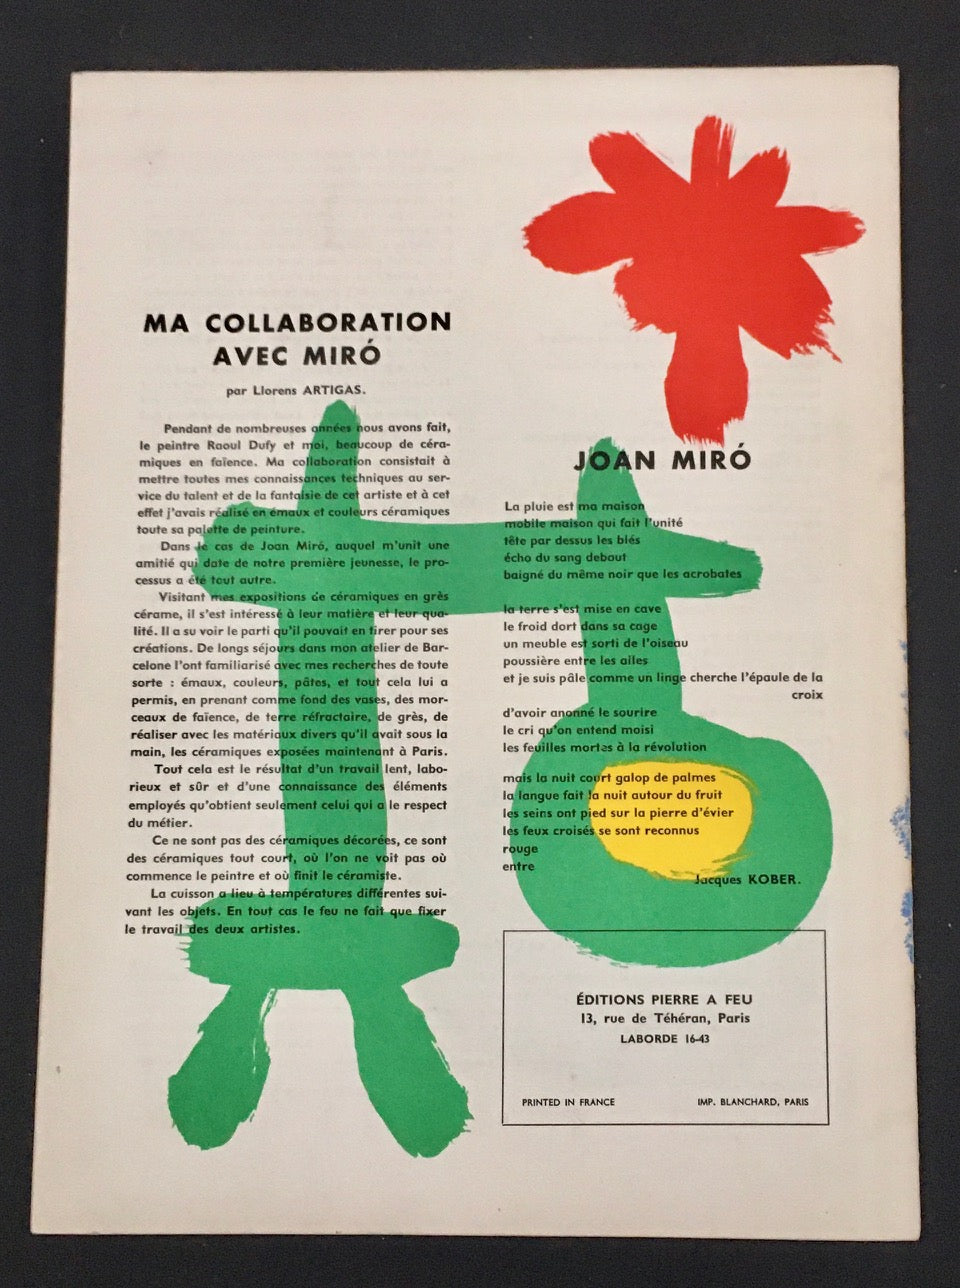 MA COLLABORATION
AVEC MIRÓ
par Llorens ARTIGAS.
Pendant de nombreuses années nous avons fait,
le peintre Raoul Dufy et moi, beaucoup de céra-
miques en faïence. Ma collaboration consistait à
mettre toutes mes connaissances techniques au ser-
vice du talent et de la fantaisie de cet artiste et à cet
effet j'avais réalisé en émaux et couleurs céramiques
toute sa palette de peinture.
Dans le cas de Joan Miró, auquel m'unit une
amitié qui date de notre première jeunesse, le pro-
cessus a été tout autre.
Visitant mes expositions de céramiques en grès
cérame, il s'est intéressé à leur matière et leur qua-
lité. Il a su voir le parti qu'il pouvait en tirer pour ses
créations. De longs séjours dans mon atelier de Bar-
celone l'ont familiarisé avec mes recherches de toute
sorte : émaux, couleurs, pâtes, et tout cela lui a
permis, en prenant comme fond des vases, des mor-
ceaux de faïence, de terre réfractaire, de grès, de
réaliser avec les matériaux divers qu'il avait sous la
main, les céramiques exposées maintenant à Paris.
Tout cela est le résultat d'un travail lent, labo-
rieux et sûr et d'une connaissance des éléments
employés qu'obtient seulement celui qui a le respect
du métier.
Ce ne sont pas des céramiques décorées, ce sont
des céramiques tout court, où l'on ne voit pas où
commence le peintre et où finit le céramiste.
La cuisson a lieu à températures différentes sui-
vant les objets. En tout cas le feu ne fait que fixer
le travail des deux artistes.
JOAN MIRÓ
La pluie est ma maison
mobile maison qui fait l'unité
tête par dessus les blés
écho du sang debout
baigné du même noir que les acrobates
la terre s'est mise en cave
le froid dort dans sa cage
un meuble est sorti de l'oiseau
poussière entre les ailes
et je suis pâle comme un linge cherche l'épaule de la
croix
d'avoir anonné le sourire
le cri qu'on entend moisi
les feuilles mortes à la révolution
mais la nuit court galop de palmes
la langue fait la nuit autour du fruit
les seins ont pied sur la pierre d'évier
les feux croisés se sont reconnus
rouge
entre
Jacques KOBER.
ÉDITIONS PIERRE A FEU
13, rue de Téhéran, Paris
LABORDE 16-43
PRINTED IN FRANCE IMP. BLANCHARD, PARIS